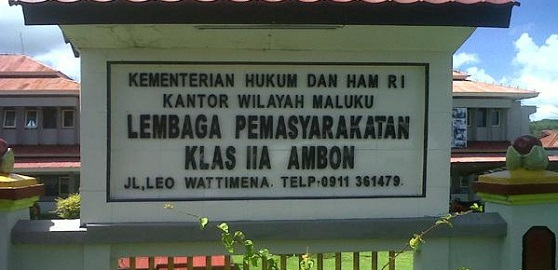 KEMENTERIAN HUKUM DAN HAM RI
KANTOR WILAYAH MALUKU
LEMBAGA PEMASYARAKATAN
KLAS IIA AMBON
JL,LEO WATTIMENA. TELP.0911 361479.